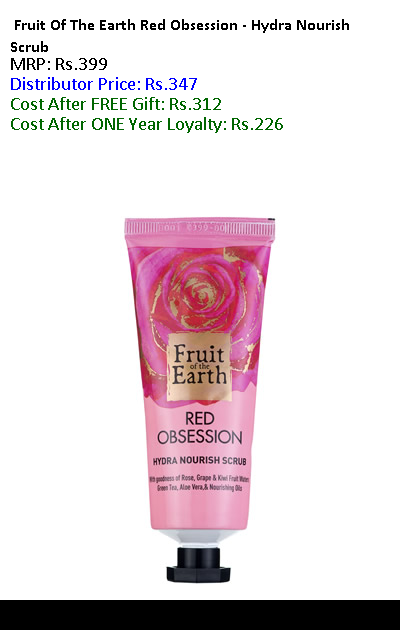 Fruit Of The Earth Red Obsession - Hydra Nourish
Scrub
MRP: Rs.399
Distributor Price: Rs.347
Cost After FREE Gift: Rs.312
Cost After ONE Year Loyalty: Rs.226
Fruit
of the
Earth
RED
OBSESSION
HYDRA NOURISH SCRUB
With goodness of Rose, Grape & Kiwi Fruit Waters
Green Tea, Aloe Vera,& Nourishing Oils